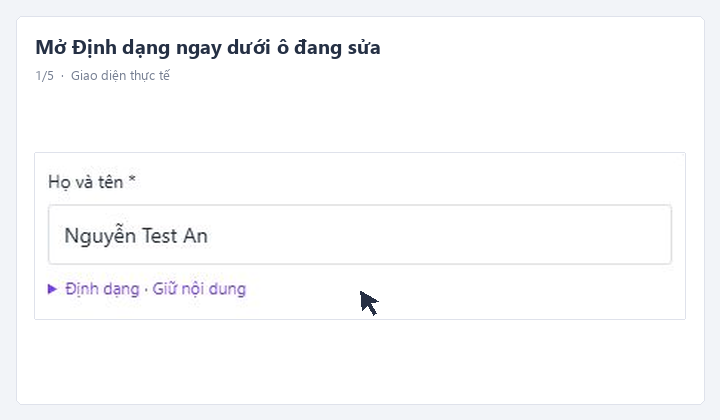 Mở Định dạng ngay dưới ô đang sửa
1/5 · Giao diện thực tế
Họ và tên *
Nguyễn Test An
▶ Định dạng · Giữ nội dung